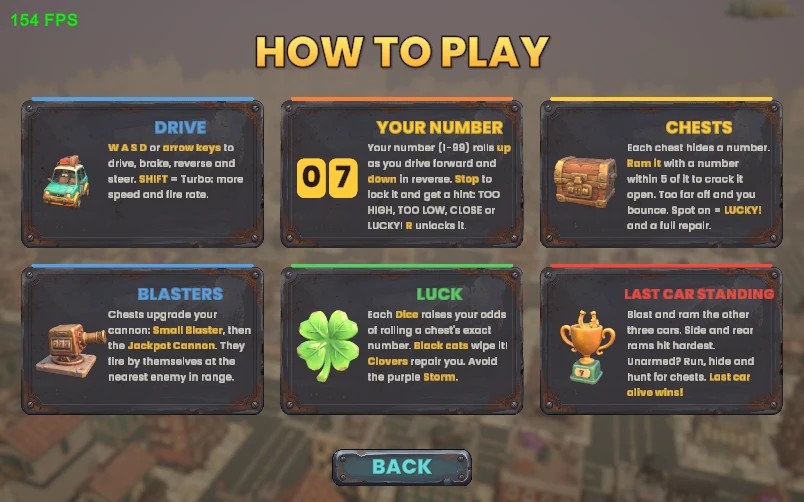 154 FPS
HOW TO PLAY
DRIVE
W A S D or arrow keys to
drive, brake, reverse and
steer. SHIFT = Turbo: more
speed and fire rate.
07
YOUR NUMBER
Your number (1-99) rolls up
as you drive forward and
down in reverse. Stop to
lock it and get a hint: TOO
HIGH, TOO LOW, CLOSE or
LUCKY! R unlocks it.
CHESTS
Each chest hides a number.
Ram it with a number
within 5 of it to crack it
open. Too far off and you
bounce. Spot on = LUCKY!
and a full repair.
BLASTERS
777
Chests upgrade your
cannon: Small Blaster, then
the Jackpot Cannon. They
fire by themselves at the
nearest enemy in range.
LUCK
Each Dice raises your odds
of rolling a chest's exact
number. Black cats wipe it!
Clovers repair you. Avoid
the purple Storm.
LAST CAR STANDING
7
Blast and ram the other
three cars. Side and rear
rams hit hardest.
Unarmed? Run, hide and
hunt for chests. Last car
alive wins!
BACK